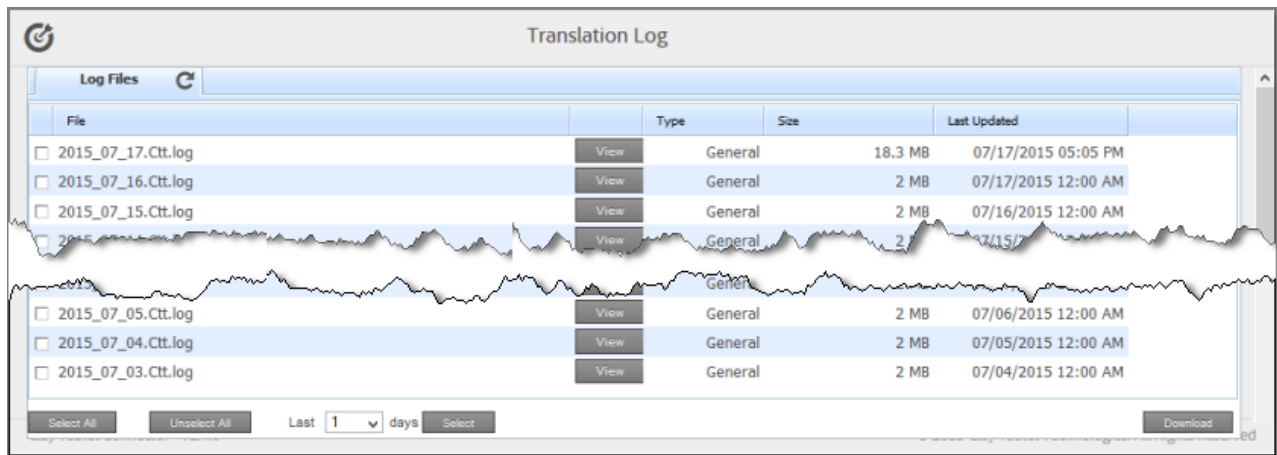 Translation Log
Log Files
File Type Size Last Updated
2015_07_17.Ctt.log View General 18.3 MB 07/17/2015 05:05 PM
2015_07_16.Ctt.log View General 2 MB 07/17/2015 12:00 AM
2015_07_15.Ctt.log View General 2 MB 07/16/2015 12:00 AM
View General
General
2015_07_05.Ctt.log View General 2 MB 07/06/2015 12:00 AM
2015_07_04.Ctt.log View General 2 MB 07/05/2015 12:00 AM
2015_07_03.Ctt.log View General 2 MB 07/04/2015 12:00 AM
Select All Unselect All Last 1 days Select Download